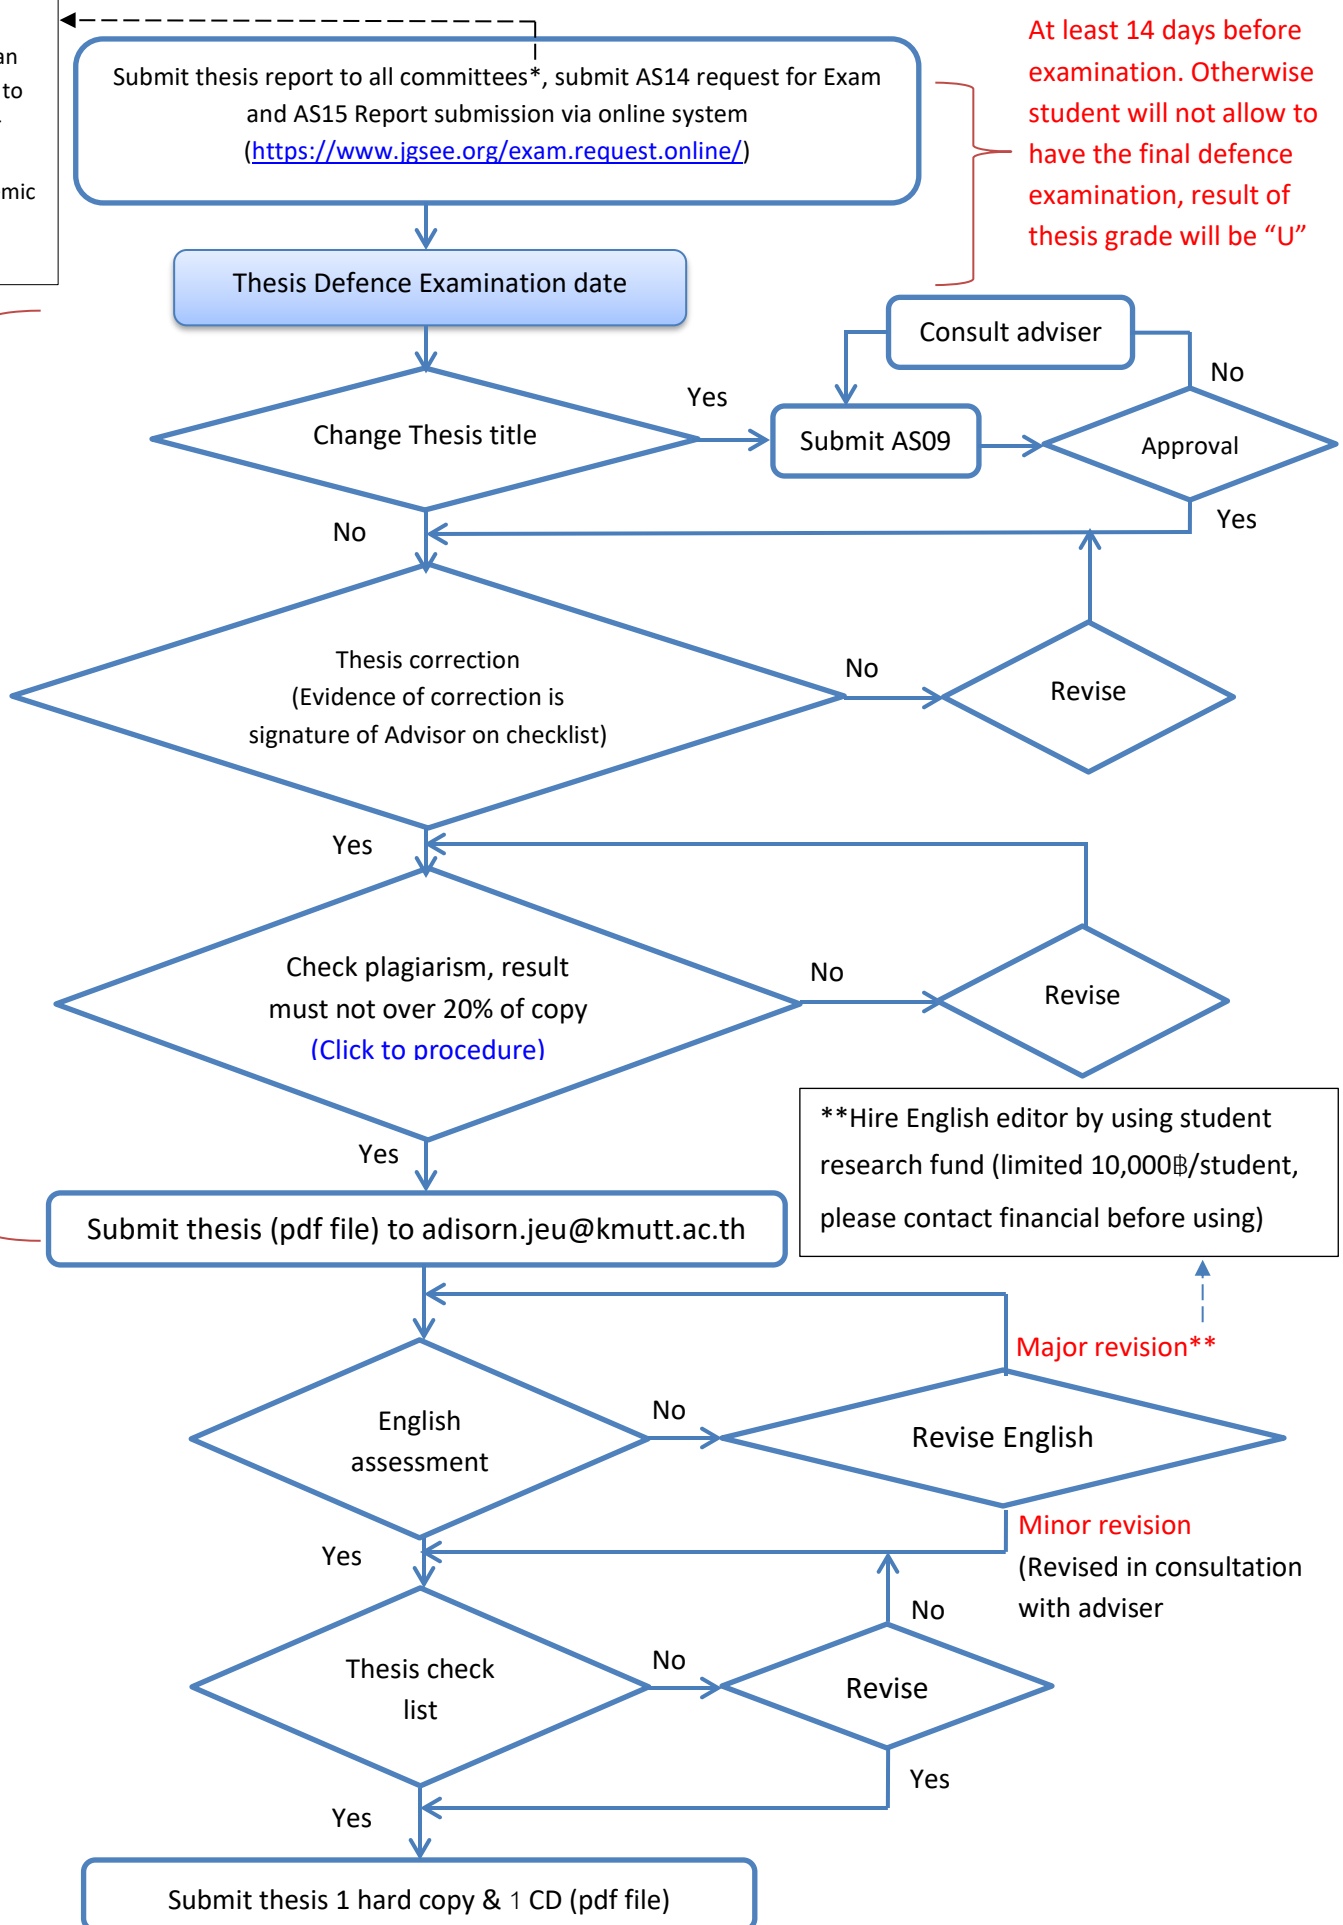 an
to
mic
Submit thesis report to all committees*, submit AS14 request for Exam
and AS15 Report submission via online system
(https://www.jgsee.org/exam.request.online/)
At least 14 days before
examination. Otherwise
student will not allow to
have the final defence
examination, result of
thesis grade will be “U”
Thesis Defence Examination date
Consult adviser
No
Yes
Change Thesis title
Submit AS09
Approval
No
Yes
Thesis correction
(Evidence of correction is
signature of Advisor on checklist)
No
Revise
Yes
Check plagiarism, result
must not over 20% of copy
(Click to procedure)
No
Revise
Yes
**Hire English editor by using student
research fund (limited 10,000฿/student,
please contact financial before using)
Submit thesis (pdf file) to adisorn.jeu@kmutt.ac.th
Major revision**
English
assessment
No
Revise English
Minor revision
(Revised in consultation
with adviser
Yes
No
Thesis check
list
No
Revise
Yes
Yes
Submit thesis 1 hard copy & 1 CD (pdf file)